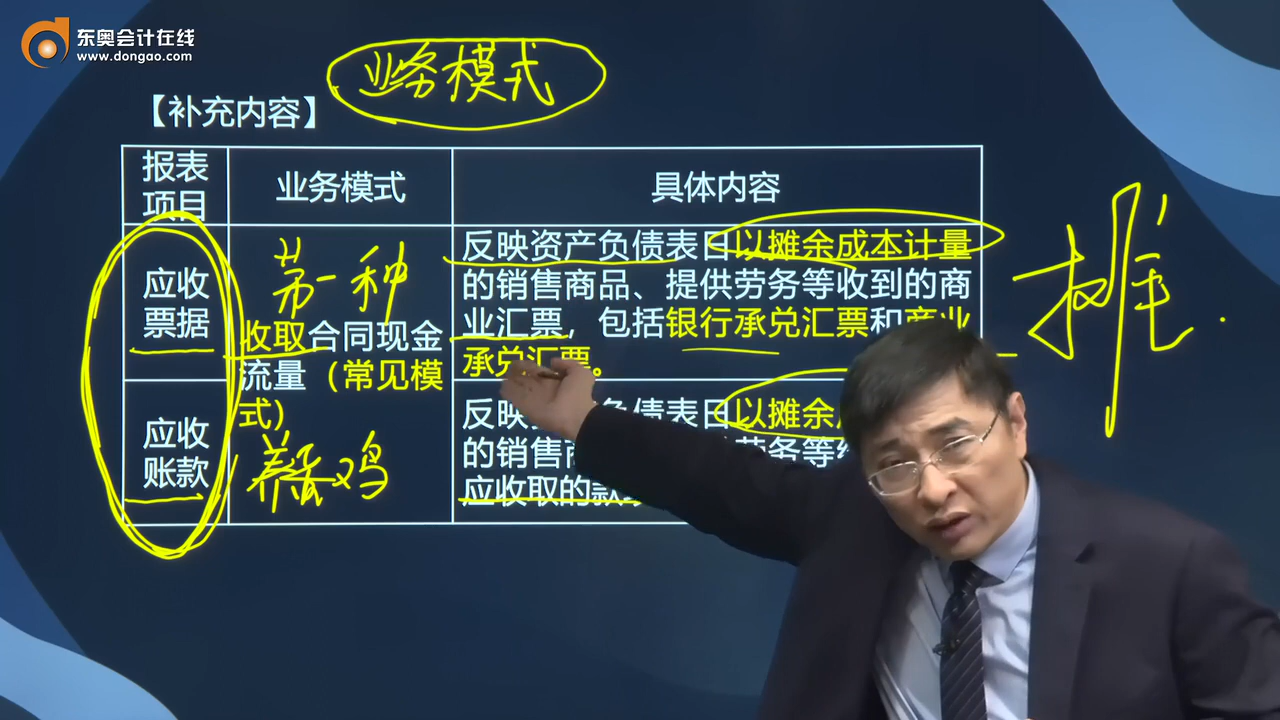 东奥会计在线
www.dongao.com
业务模式
【补充内容】
报表
项目
业务模式
具体内容
应收
票据
第一种
收取合同现金
流量（常见模
式）
养蛋鸡
反映资产负债表日以摊余成本计量
的销售商品、提供劳务等收到的商
业汇票，包括银行承兑汇票和商业
承兑汇票。
摊
应收
账款
反映资产负债表日以摊余
的销售商
劳务等
应收取的款